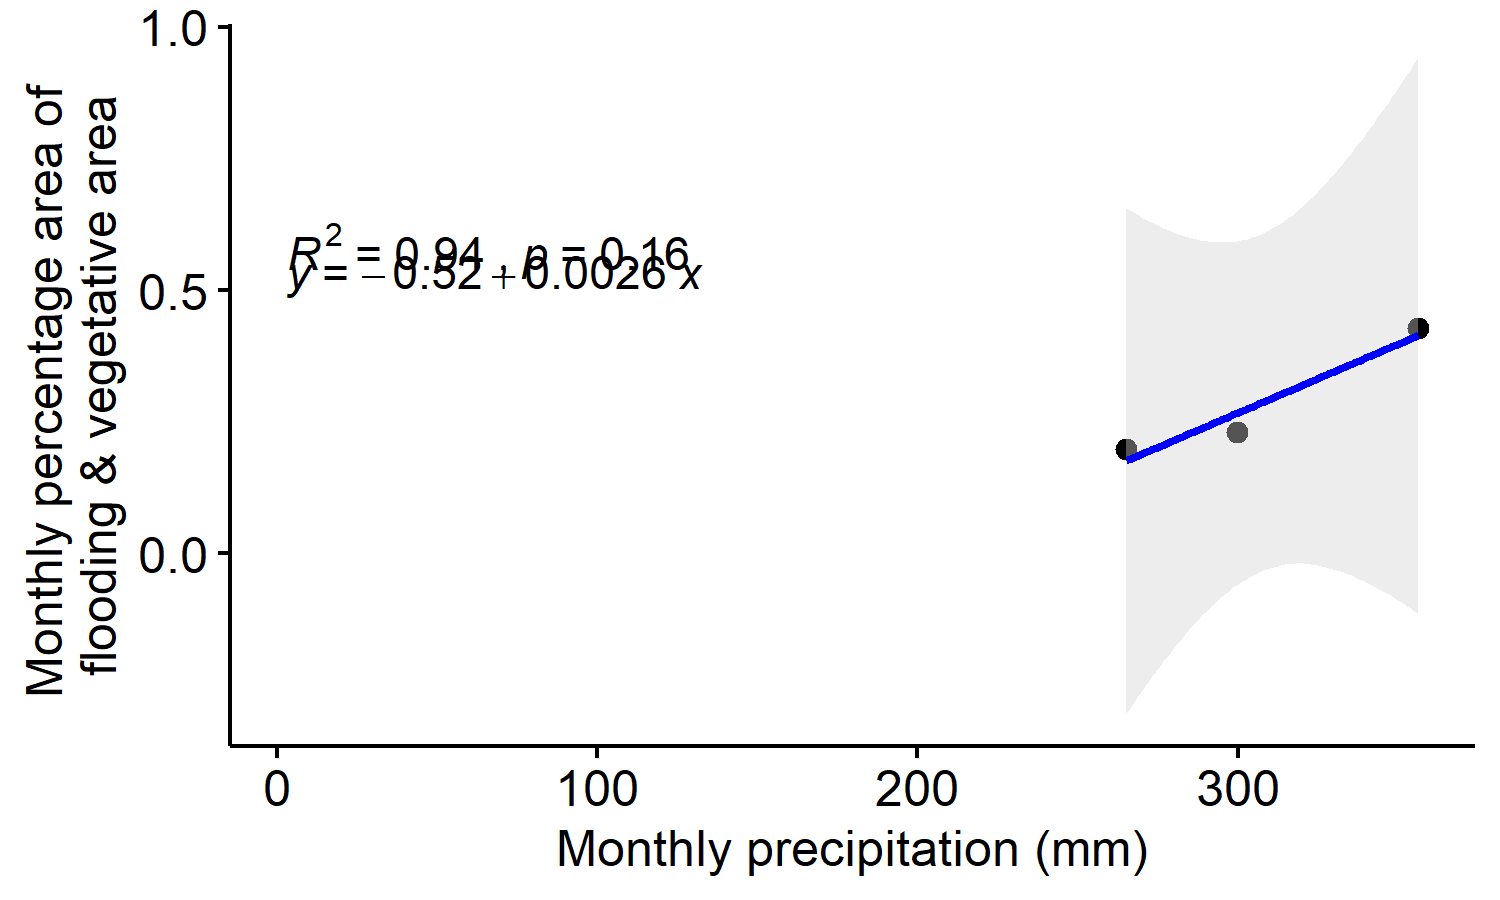 Monthly percentage area of
flooding & vegetative area
1.0
0.5
0.0
R² = 0.94 , p = 0.16
y = −0.52 + 0.0026 x
0 100 200 300
Monthly precipitation (mm)